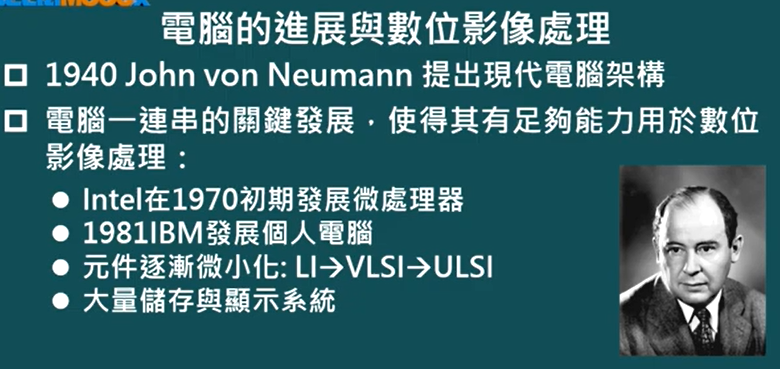 電腦的進展與數位影像處理
1940 John von Neumann 提出現代電腦架構
電腦一連串的關鍵發展，使得其有足夠能力用於數位
影像處理：
Intel在1970初期發展微處理器
1981IBM發展個人電腦
元件逐漸微小化: LI→VLSI→ULSI
大量儲存與顯示系統